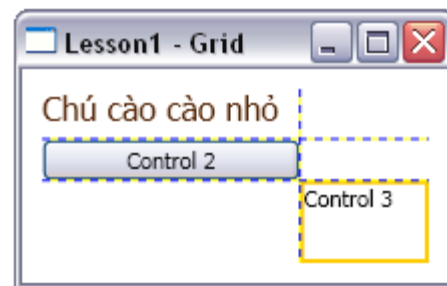 Lesson1 - Grid
Chú cào cào nhỏ
Control 2
Control 3